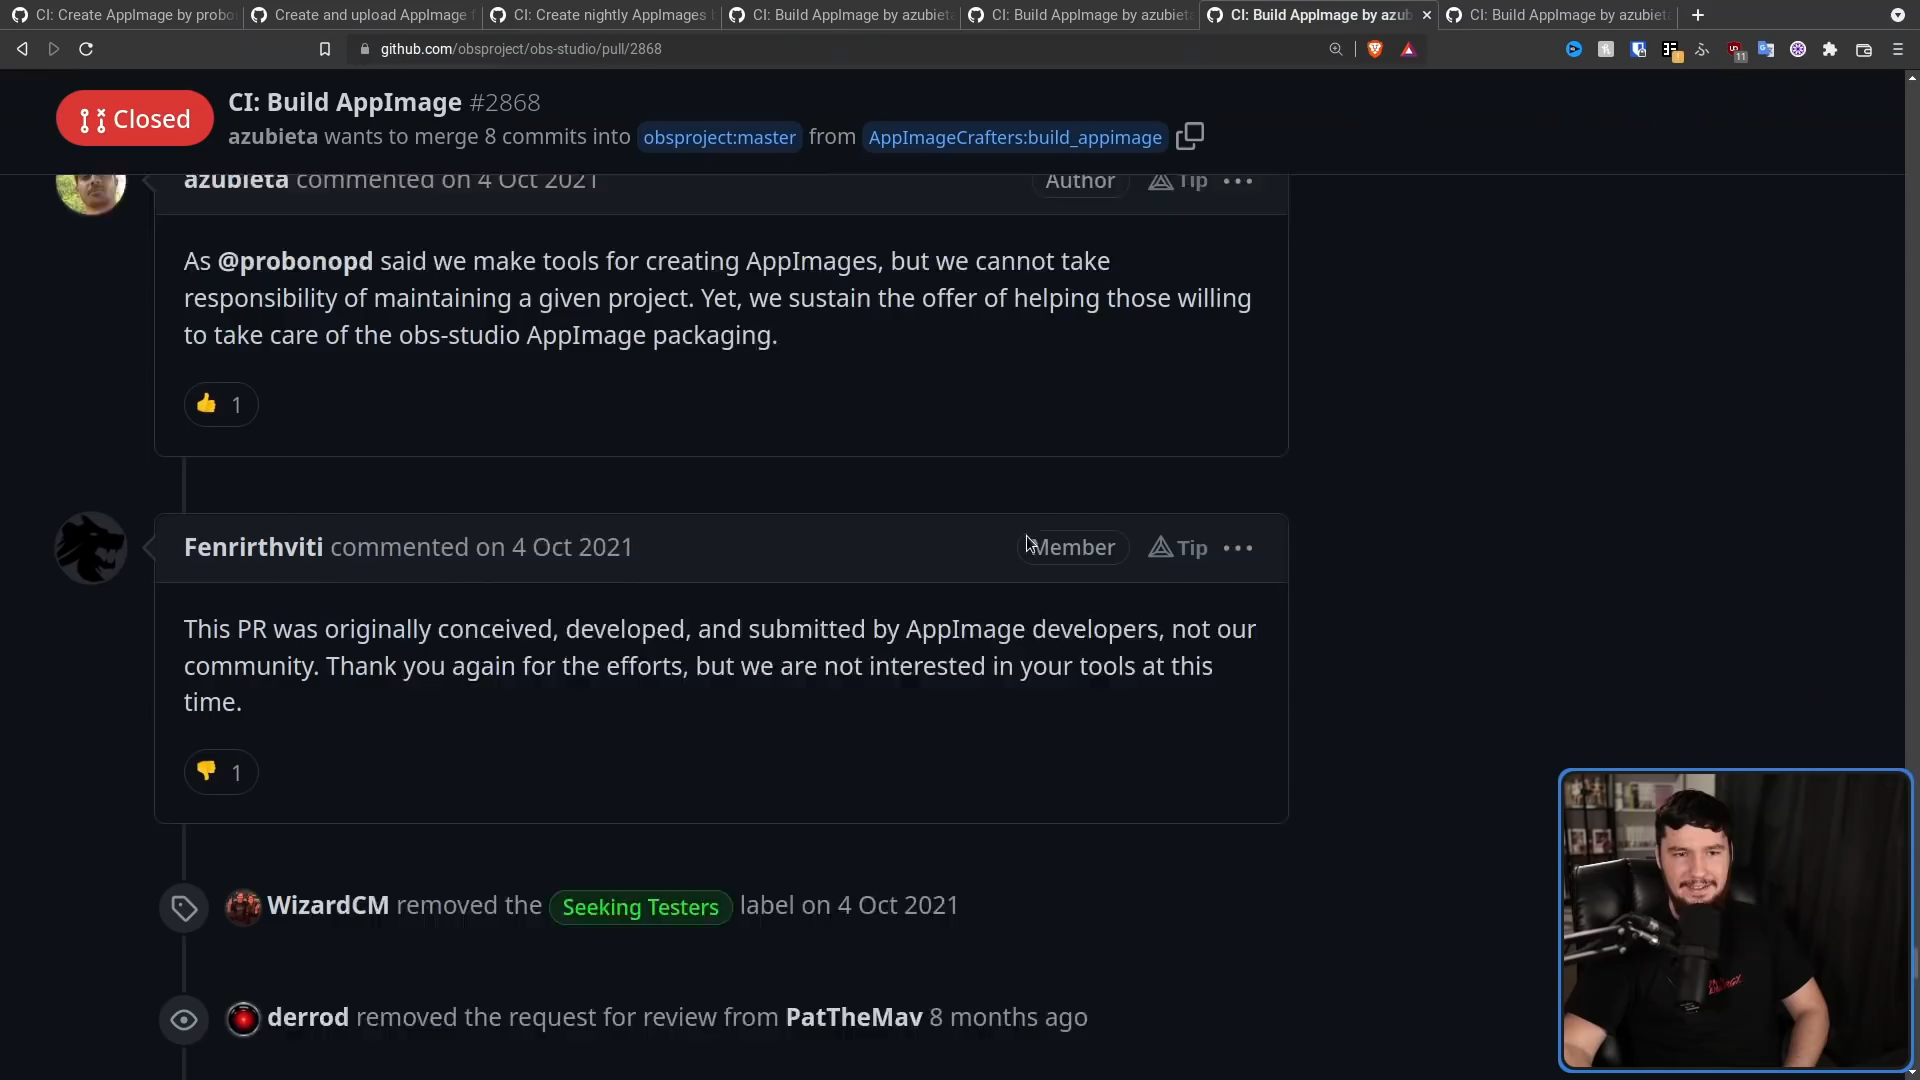 CI: Create AppImage by probo
Create and upload AppImage f
CI: Create nightly AppImages
CI: Build AppImage by azubiet
CI: Build AppImage by azubiet
CI: Build AppImage by azub
CI: Build AppImage by azubiet
github.com/obsproject/obs-studio/pull/2868
11
Closed
CI: Build AppImage #2868
azubieta wants to merge 8 commits into obsproject:master from AppImageCrafters:build_appimage
azubieta commented on 4 Oct 2021
Author
Tip
As @probonopd said we make tools for creating AppImages, but we cannot take
responsibility of maintaining a given project. Yet, we sustain the offer of helping those willing
to take care of the obs-studio AppImage packaging.
1
Fenrirthviti commented on 4 Oct 2021
Member
Tip
This PR was originally conceived, developed, and submitted by AppImage developers, not our
community. Thank you again for the efforts, but we are not interested in your tools at this
time.
1
WizardCM removed the Seeking Testers label on 4 Oct 2021
derrod removed the request for review from PatTheMav 8 months ago